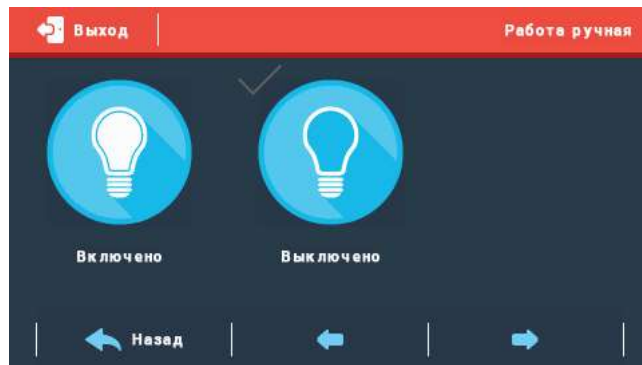 Выход
Работа ручная
Включено
Выключено
Назад